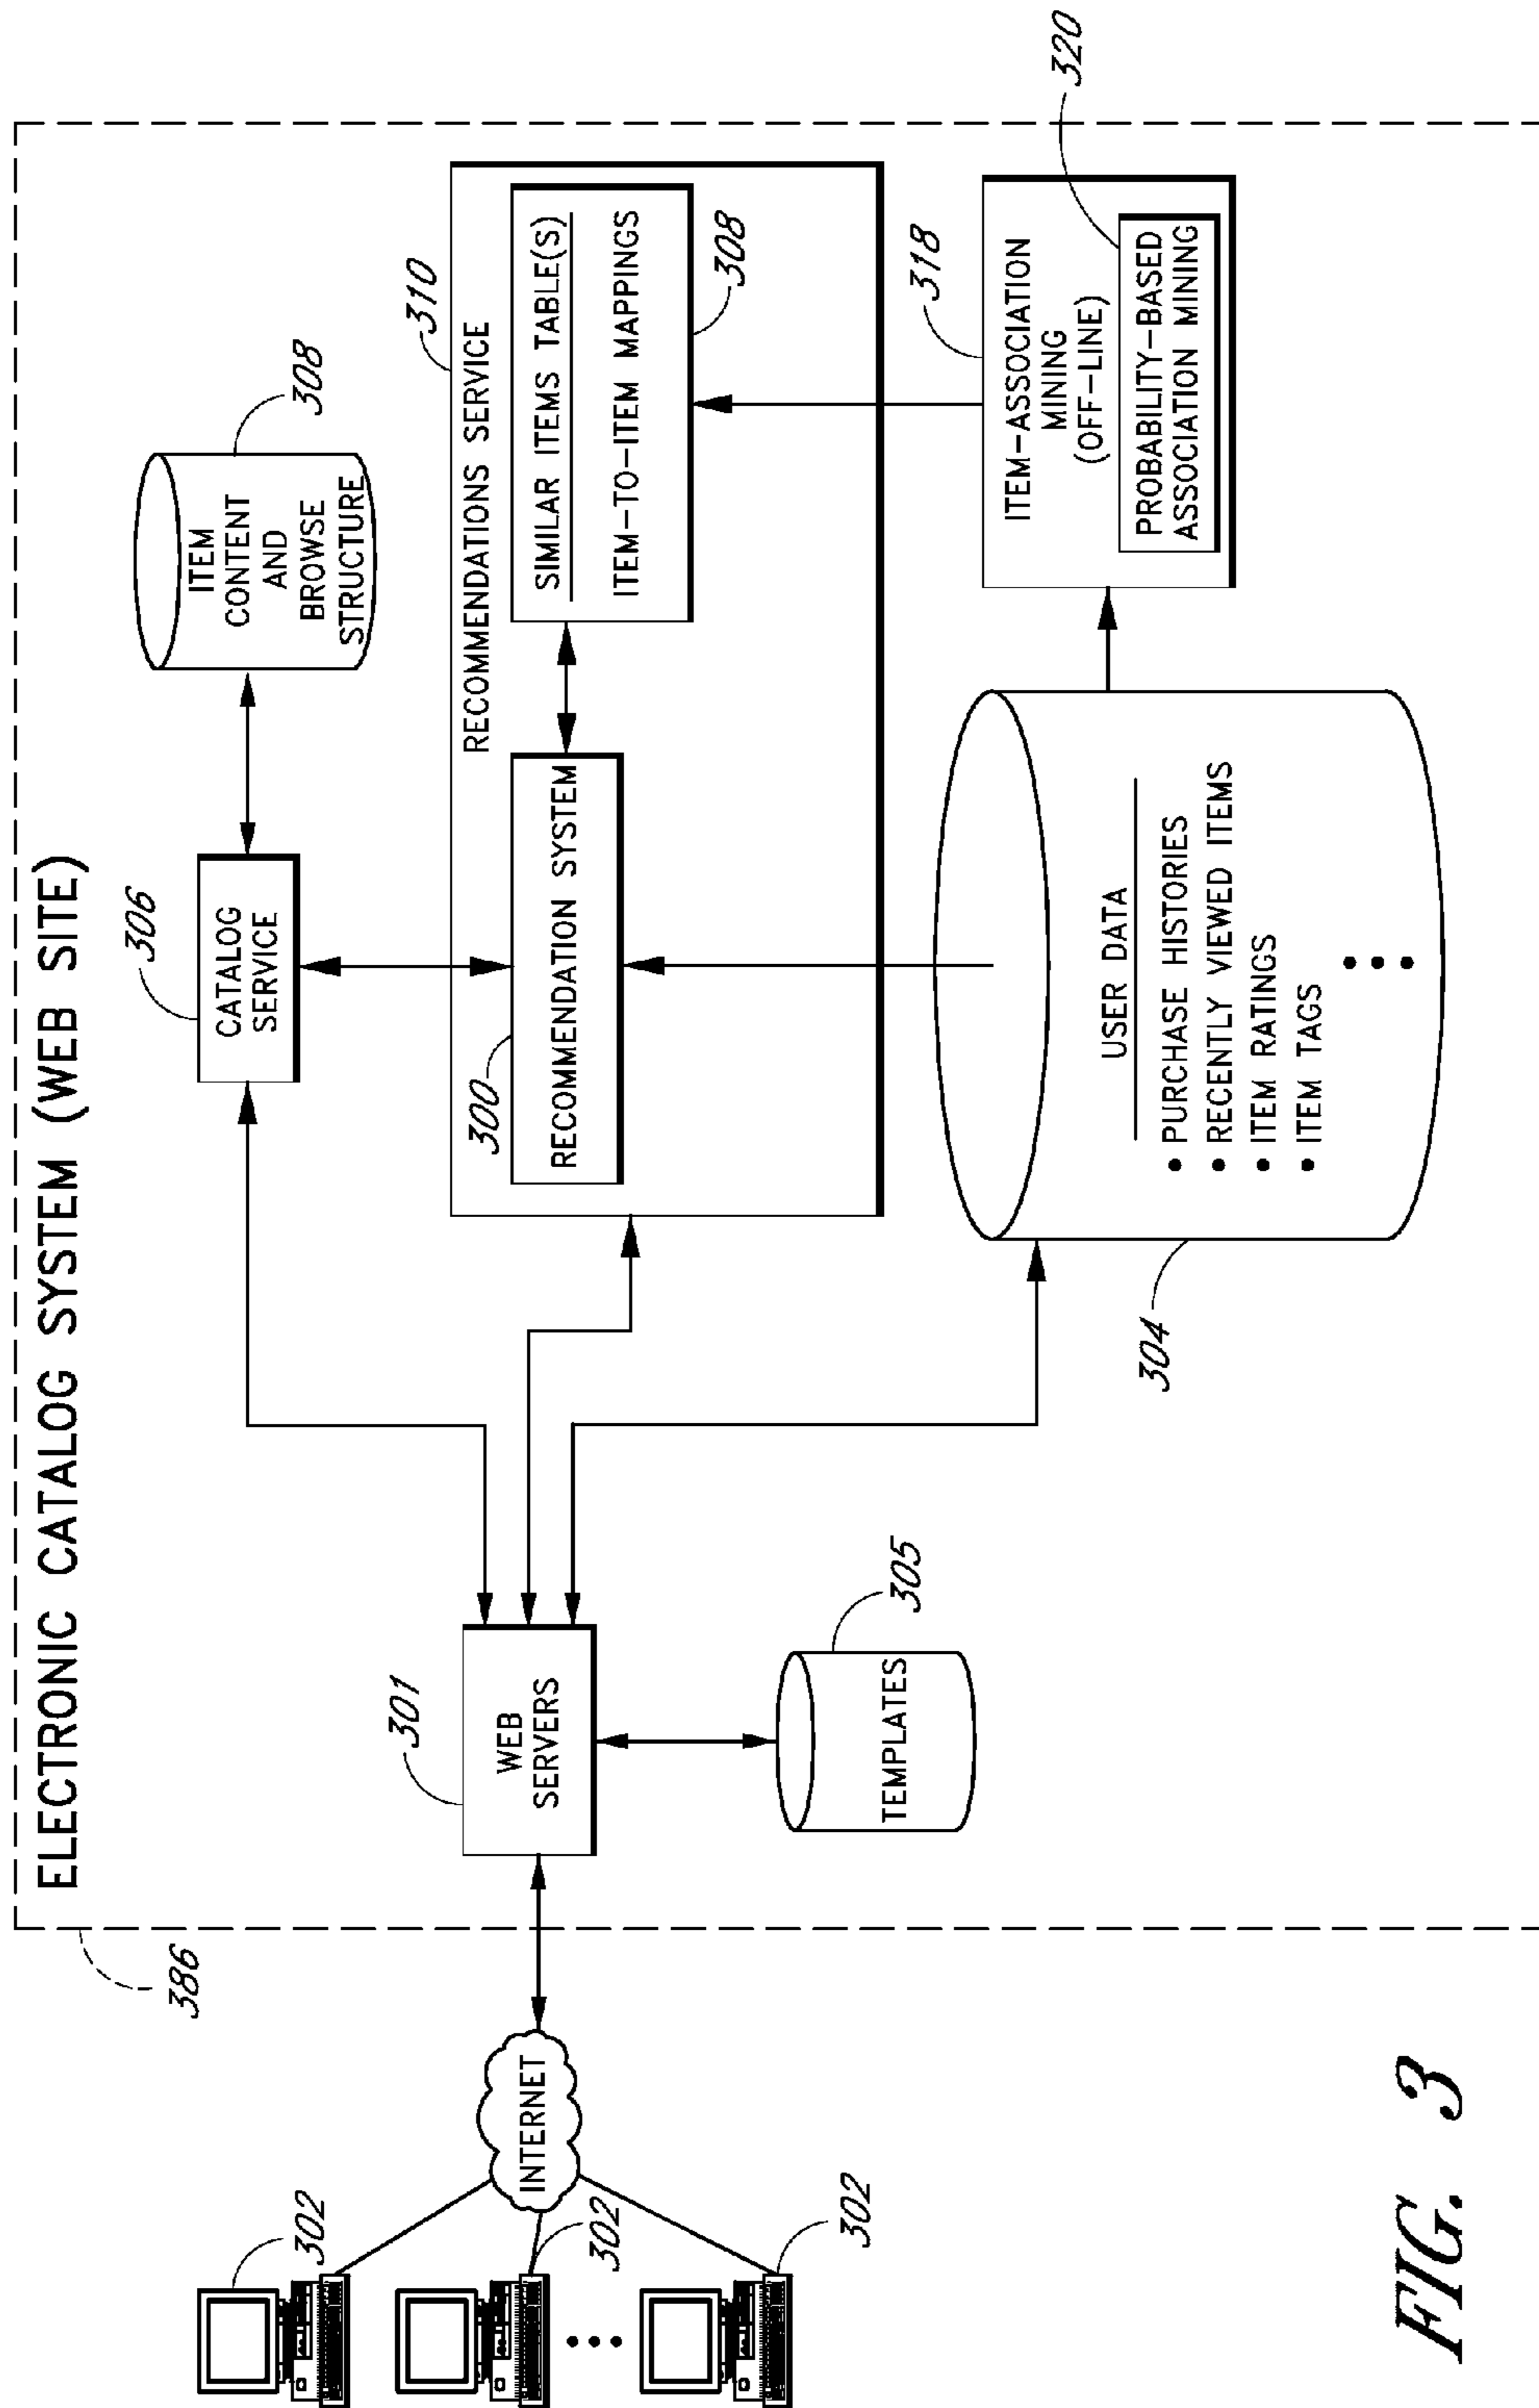 ELECTRONIC CATALOG SYSTEM (WEB SITE)
386
302
302
302
INTERNET
301
WEB
SERVERS
TEMPLATES
305
306
CATALOG
SERVICE
ITEM
CONTENT
AND
BROWSE
STRUCTURE
308
310
RECOMMENDATIONS SERVICE
300
RECOMMENDATION SYSTEM
SIMILAR ITEMS TABLE(S)
ITEM-TO-ITEM MAPPINGS
308
304
USER DATA
• PURCHASE HISTORIES
• RECENTLY VIEWED ITEMS
• ITEM RATINGS
• ITEM TAGS
318
ITEM-ASSOCIATION
MINING
(OFF-LINE)
320
PROBABILITY-BASED
ASSOCIATION MINING
FIG. 3